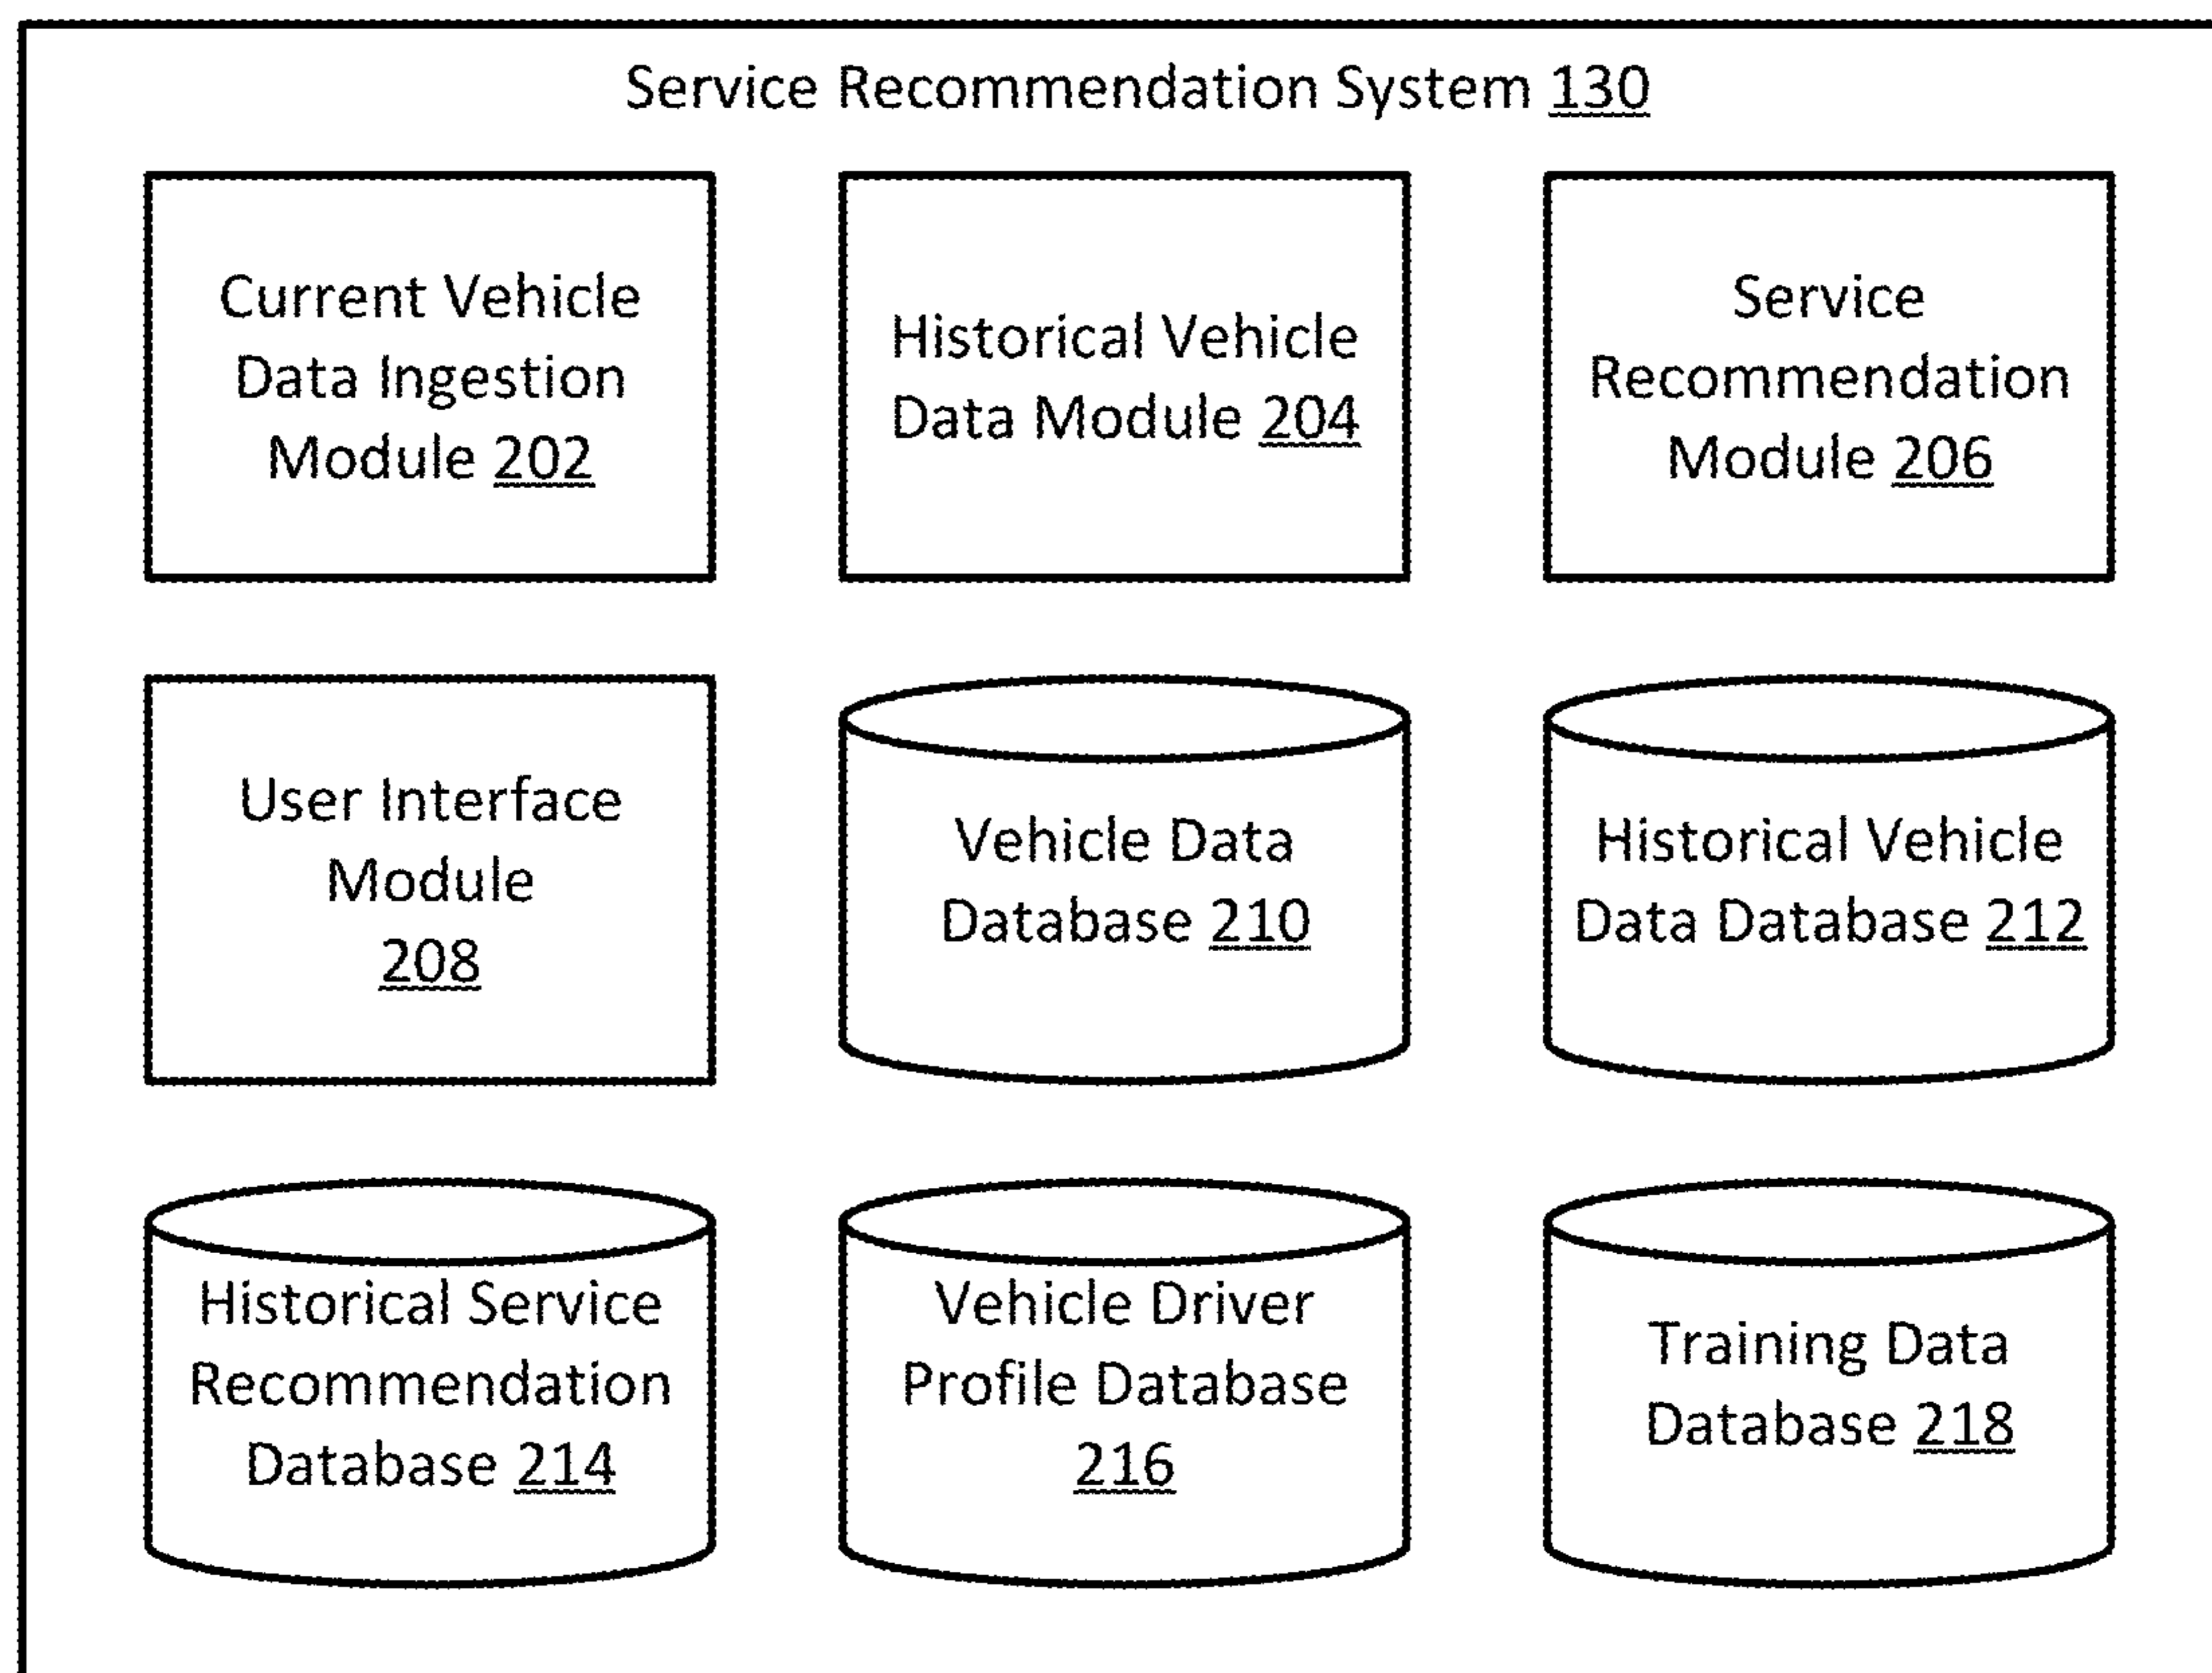 Service Recommendation System 130
Current Vehicle
Data Ingestion
Module 202
Historical Vehicle
Data Module 204
Service
Recommendation
Module 206
User Interface
Module
208
Vehicle Data
Database 210
Historical Vehicle
Data Database 212
Historical Service
Recommendation
Database 214
Vehicle Driver
Profile Database
216
Training Data
Database 218